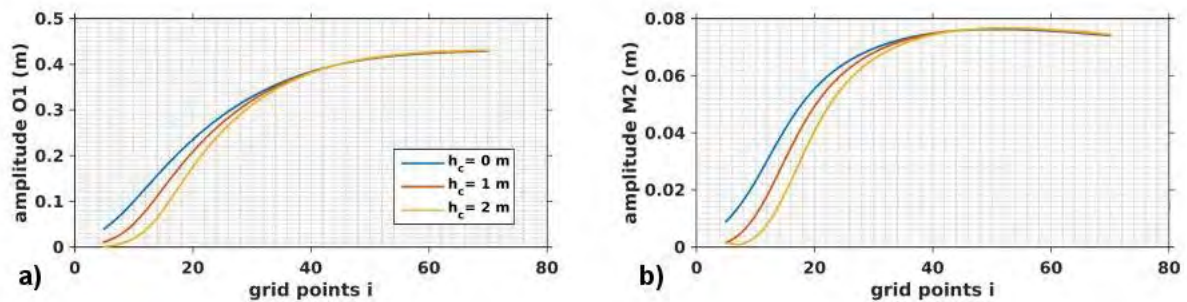 0.5
0.4
0.3
0.2
0.1
0
amplitude O1 (m)
h_c= 0 m
h_c= 1 m
h_c= 2 m
0 20 40 60 80
grid points i
a)
0.08
0.06
0.04
0.02
0
amplitude M2 (m)
0 20 40 60 80
grid points i
b)